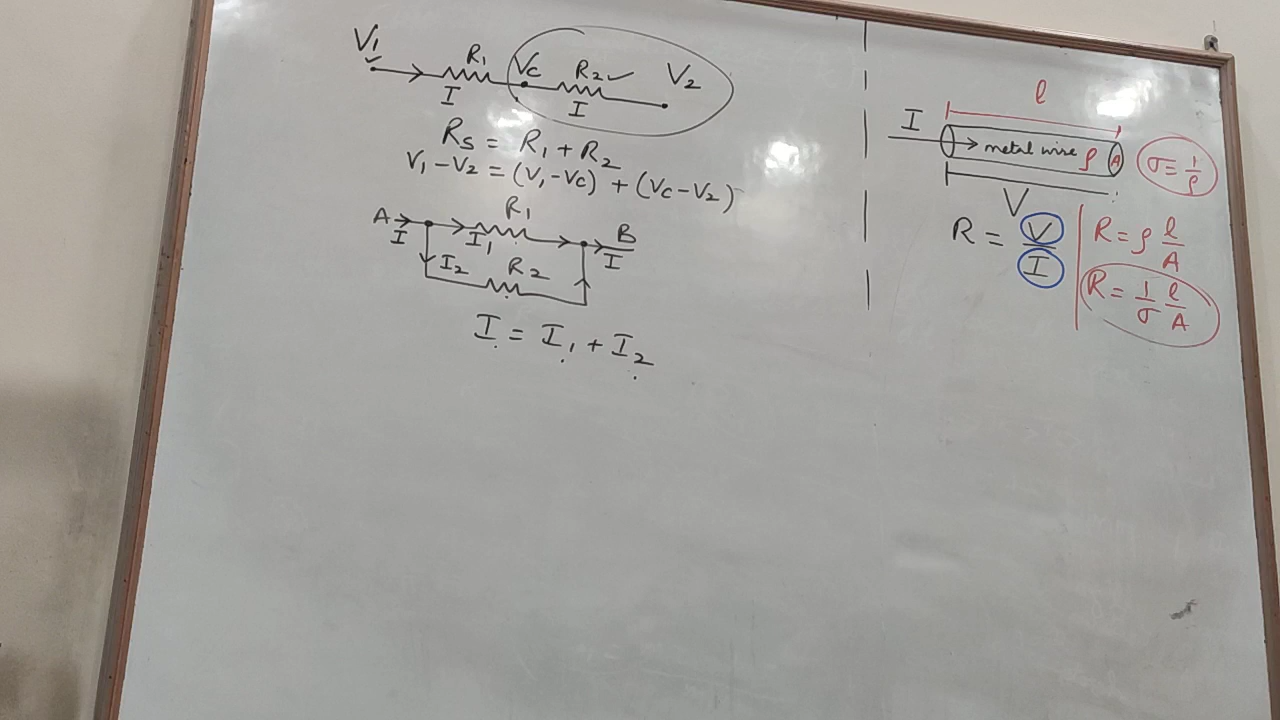 V₁ R₁ Vc R₂ ✓ V₂
I I
Rs = R₁ + R₂
V₁ – V₂ = (V₁ – Vc) + (Vc – V₂)
R₁
A I I₁ B I
I₂ R₂
I = I₁ + I₂
l
I metal wire ρ A σ = 1/ρ
V
R = V/I
R = ρ l/A
R = 1/σ l/A